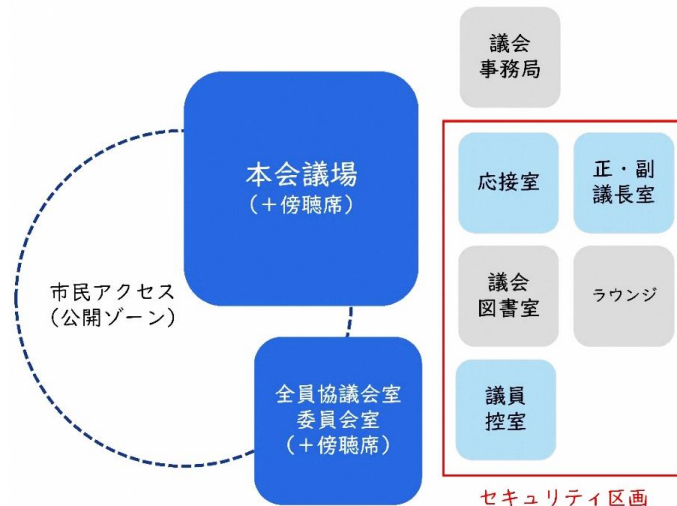 議会
事務局
本会議場
(＋傍聴席)
応接室
正・副
議長室
市民アクセス
(公開ゾーン)
議会
図書室
ラウンジ
全員協議会室
委員会室
(＋傍聴席)
議員
控室
セキュリティ区画